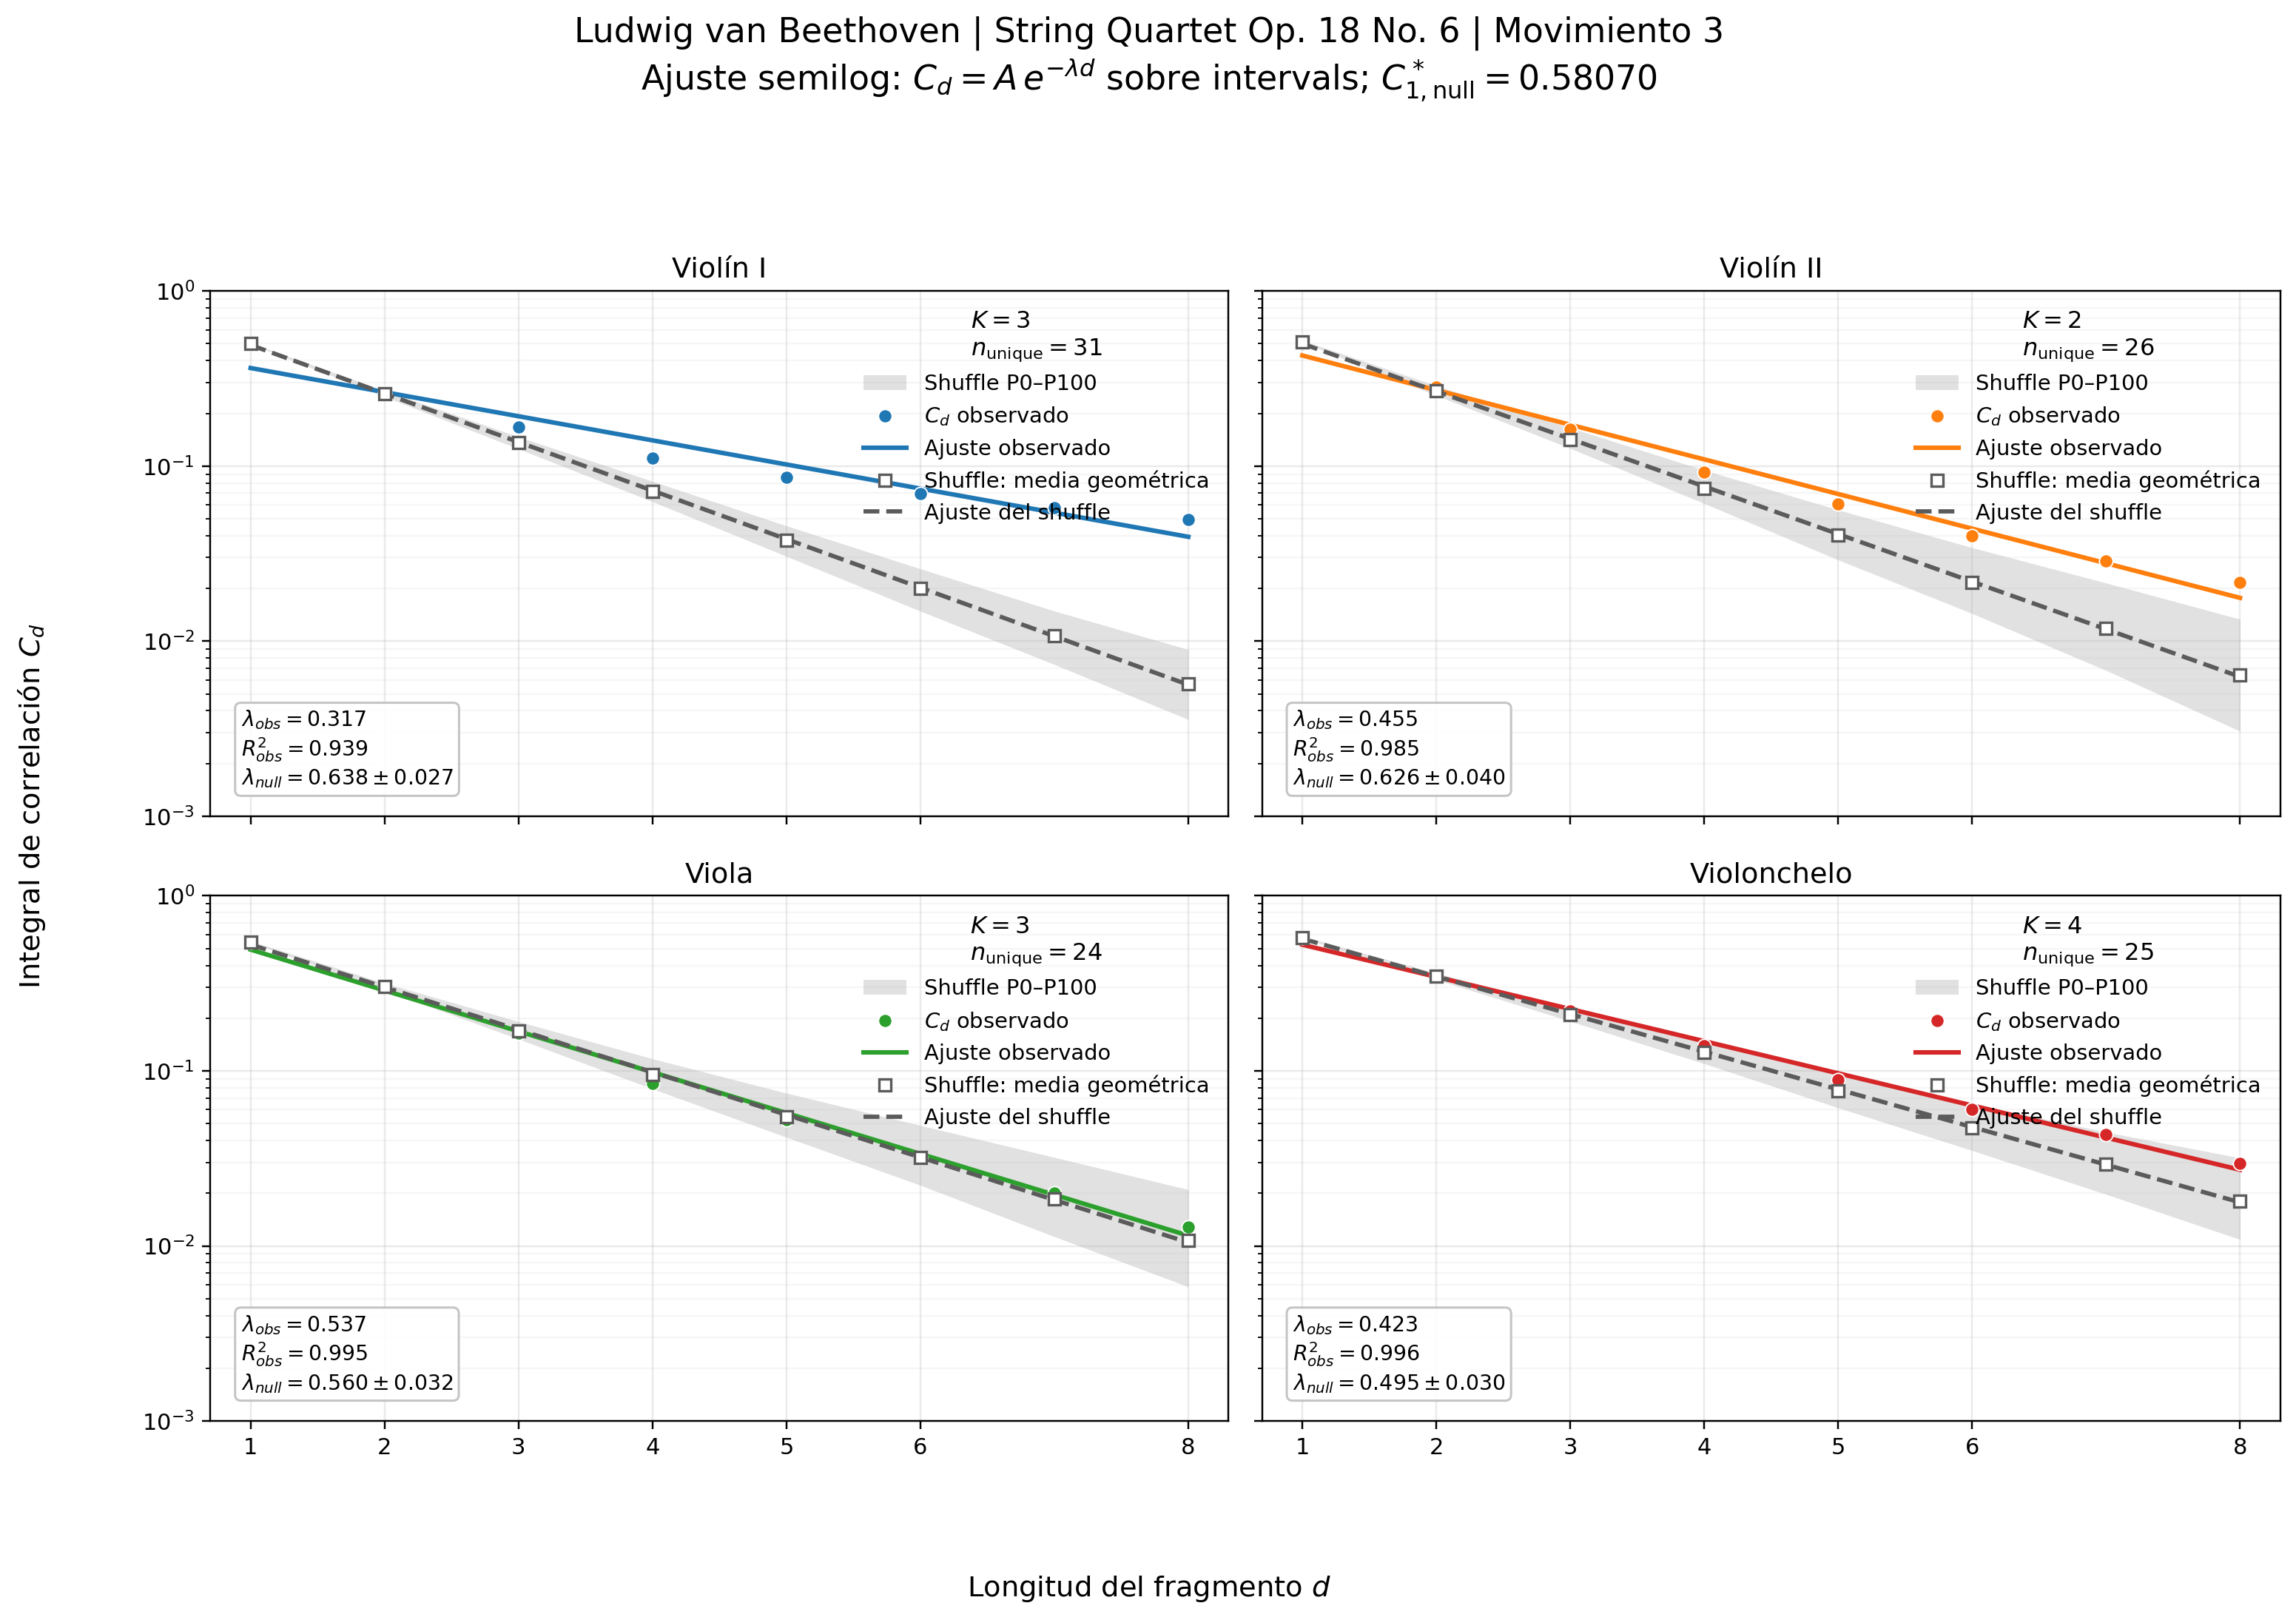 Ludwig van Beethoven | String Quartet Op. 18 No. 6 | Movimiento 3
Ajuste semilog: $C_d = A\,e^{-\lambda d}$ sobre intervals; $C^*_{1,\mathrm{null}} = 0.58070$
Integral de correlación $C_d$
Violín I
10⁰
10⁻¹
10⁻²
10⁻³
K = 3
n_unique = 31
Shuffle P0–P100
C_d observado
Ajuste observado
Shuffle: media geométrica
Ajuste del shuffle
λ_obs = 0.317
R²_obs = 0.939
λ_null = 0.638 ± 0.027
Violín II
K = 2
n_unique = 26
Shuffle P0–P100
C_d observado
Ajuste observado
Shuffle: media geométrica
Ajuste del shuffle
λ_obs = 0.455
R²_obs = 0.985
λ_null = 0.626 ± 0.040
Viola
10⁰
10⁻¹
10⁻²
10⁻³
K = 3
n_unique = 24
Shuffle P0–P100
C_d observado
Ajuste observado
Shuffle: media geométrica
Ajuste del shuffle
λ_obs = 0.537
R²_obs = 0.995
λ_null = 0.560 ± 0.032
1 2 3 4 5 6 8
Violonchelo
K = 4
n_unique = 25
Shuffle P0–P100
C_d observado
Ajuste observado
Shuffle: media geométrica
Ajuste del shuffle
λ_obs = 0.423
R²_obs = 0.996
λ_null = 0.495 ± 0.030
1 2 3 4 5 6 8
Longitud del fragmento d